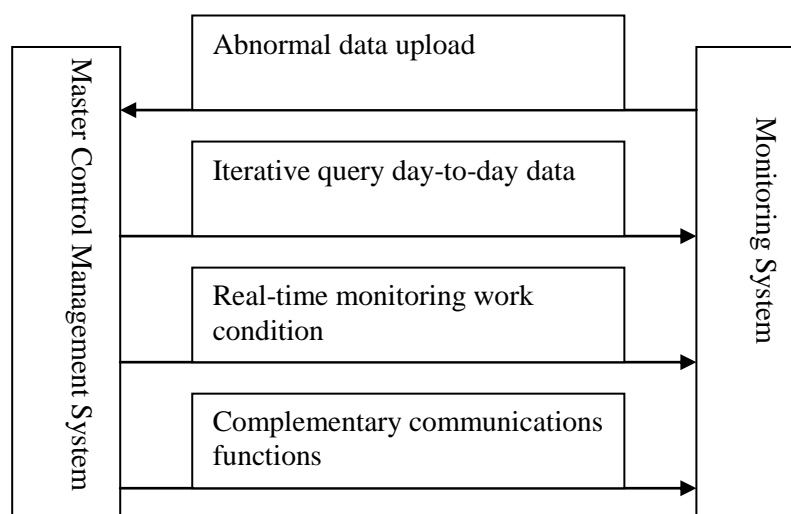 Abnormal data upload
Master Control Management System
Iterative query day-to-day data
Monitoring System
Real-time monitoring work
condition
Complementary communications
functions